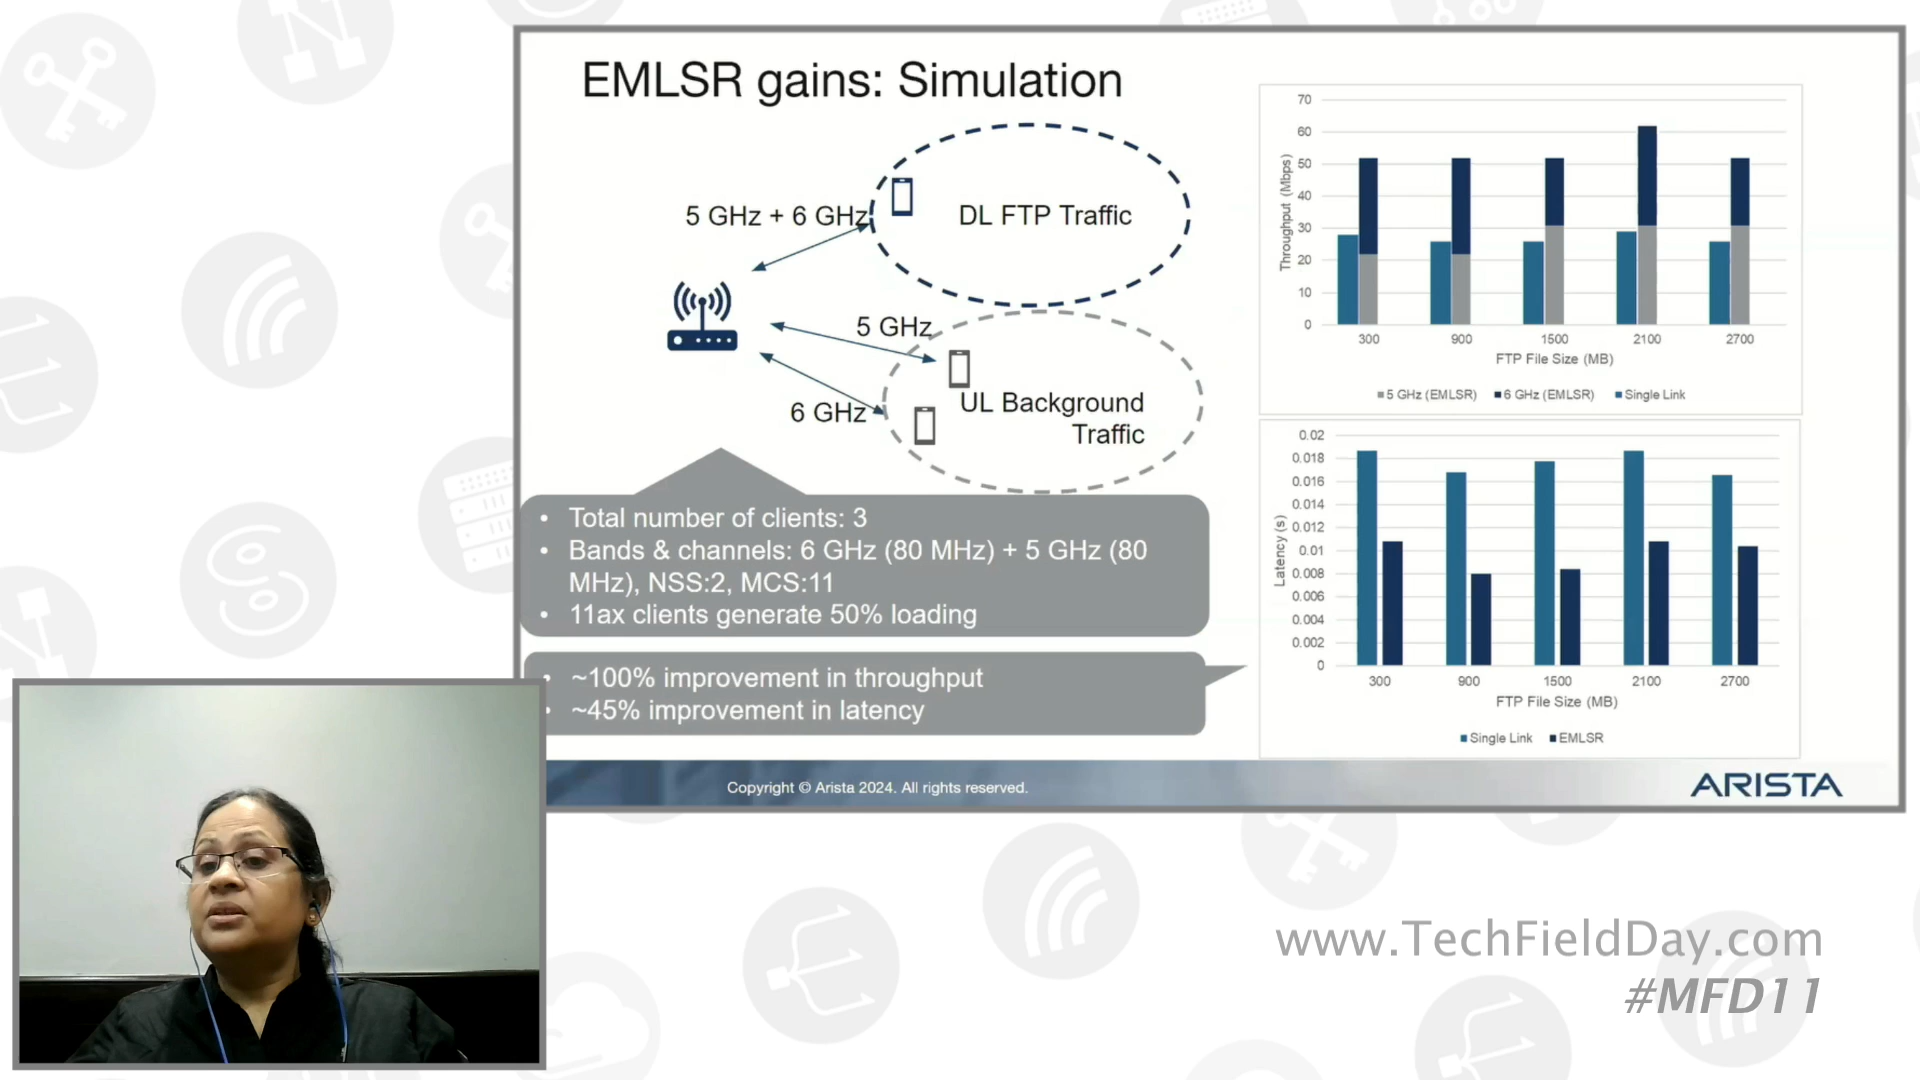 EMLSR gains: Simulation
5 GHz + 6 GHz
DL FTP Traffic
5 GHz
6 GHz
UL Background
Traffic
• Total number of clients: 3
• Bands & channels: 6 GHz (80 MHz) + 5 GHz (80
MHz), NSS:2, MCS:11
• 11ax clients generate 50% loading
• ~100% improvement in throughput
• ~45% improvement in latency
70
60
50
40
30
20
10
0
Throughput (Mbps)
300 900 1500 2100 2700
FTP File Size (MB)
5 GHz (EMLSR) 6 GHz (EMLSR) Single Link
0.02
0.018
0.016
0.014
0.012
0.01
0.008
0.006
0.004
0.002
0
Latency (s)
300 900 1500 2100 2700
FTP File Size (MB)
Single Link EMLSR
Copyright © Arista 2024. All rights reserved.
ARISTA
www.TechFieldDay.com
#MFD11